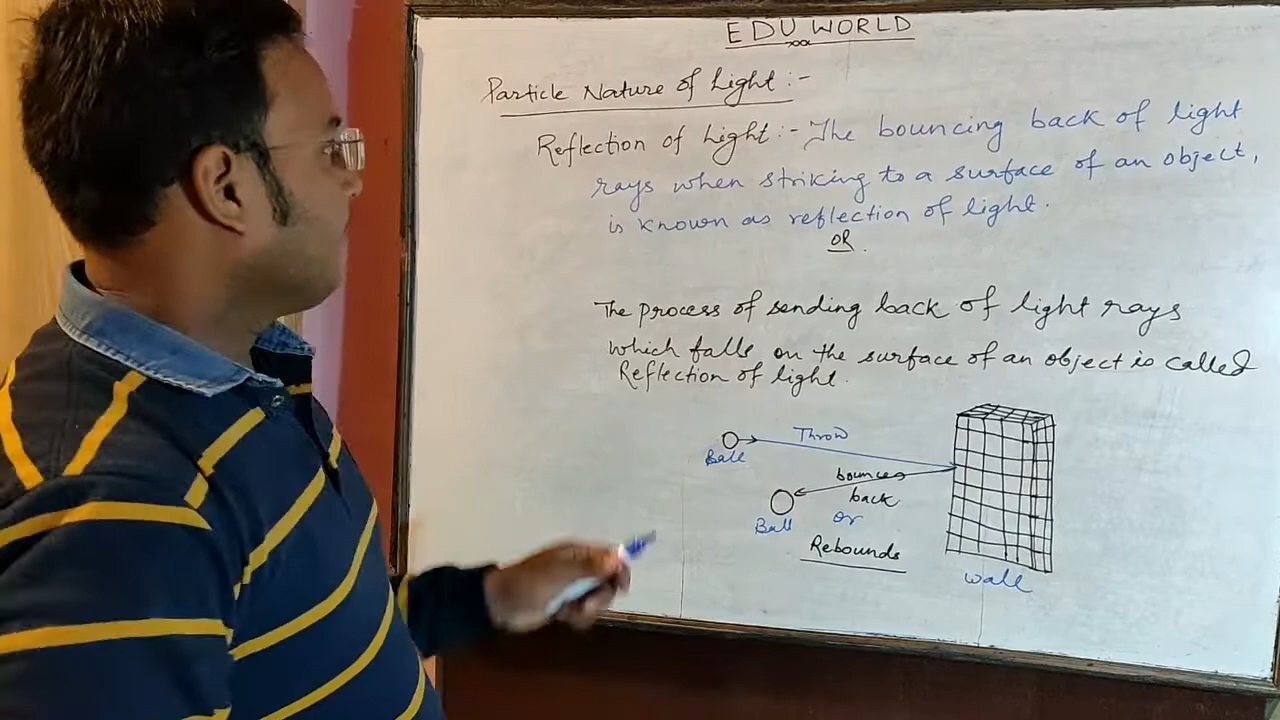 EDU WORLD
Particle Nature of Light :-
Reflection of Light :- The bouncing back of light
rays when striking to a surface of an object,
is known as reflection of light.
OR.
The process of sending back of light rays
which falls on the surface of an object is called
Reflection of light.
Throw
Ball
bounces
back
Ball
or
Rebounds
wall